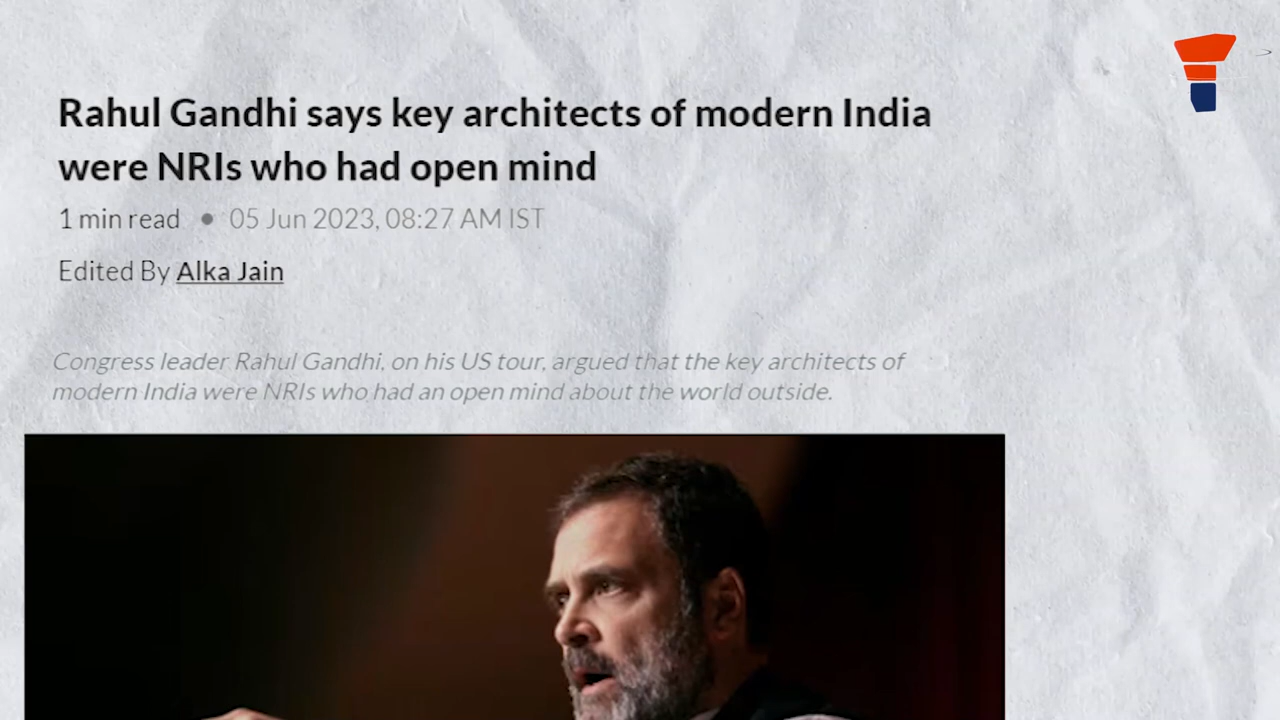 Rahul Gandhi says key architects of modern India
were NRIs who had open mind
1 min read • 05 Jun 2023, 08:27 AM IST
Edited By Alka Jain
Congress leader Rahul Gandhi, on his US tour, argued that the key architects of
modern India were NRIs who had an open mind about the world outside.